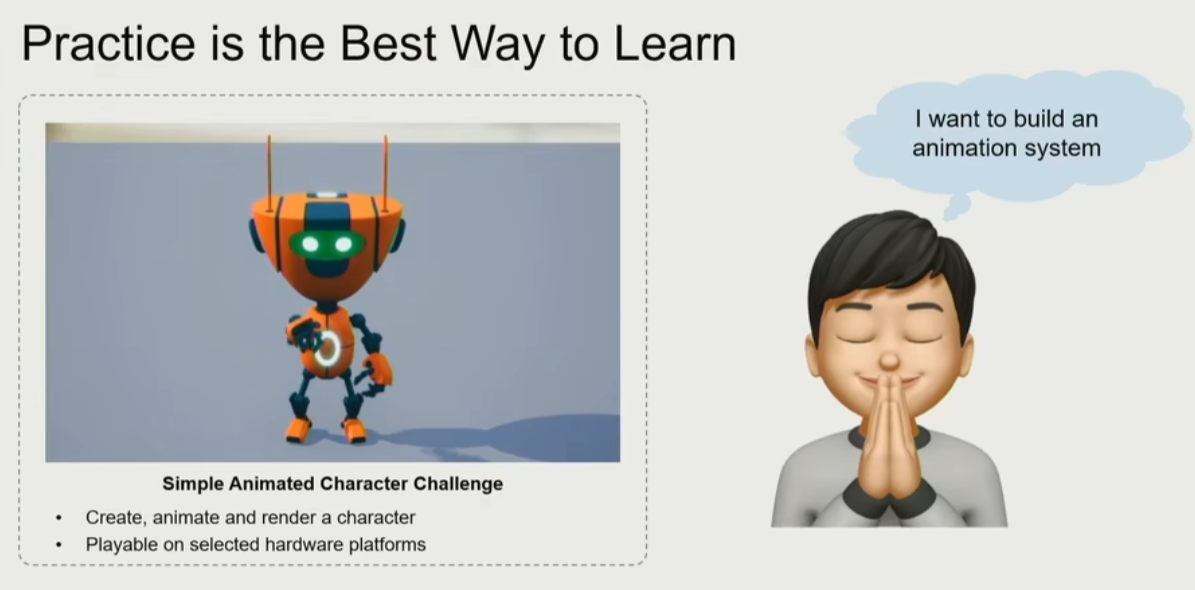 Practice is the Best Way to Learn
I want to build an
animation system
Simple Animated Character Challenge
• Create, animate and render a character
• Playable on selected hardware platforms